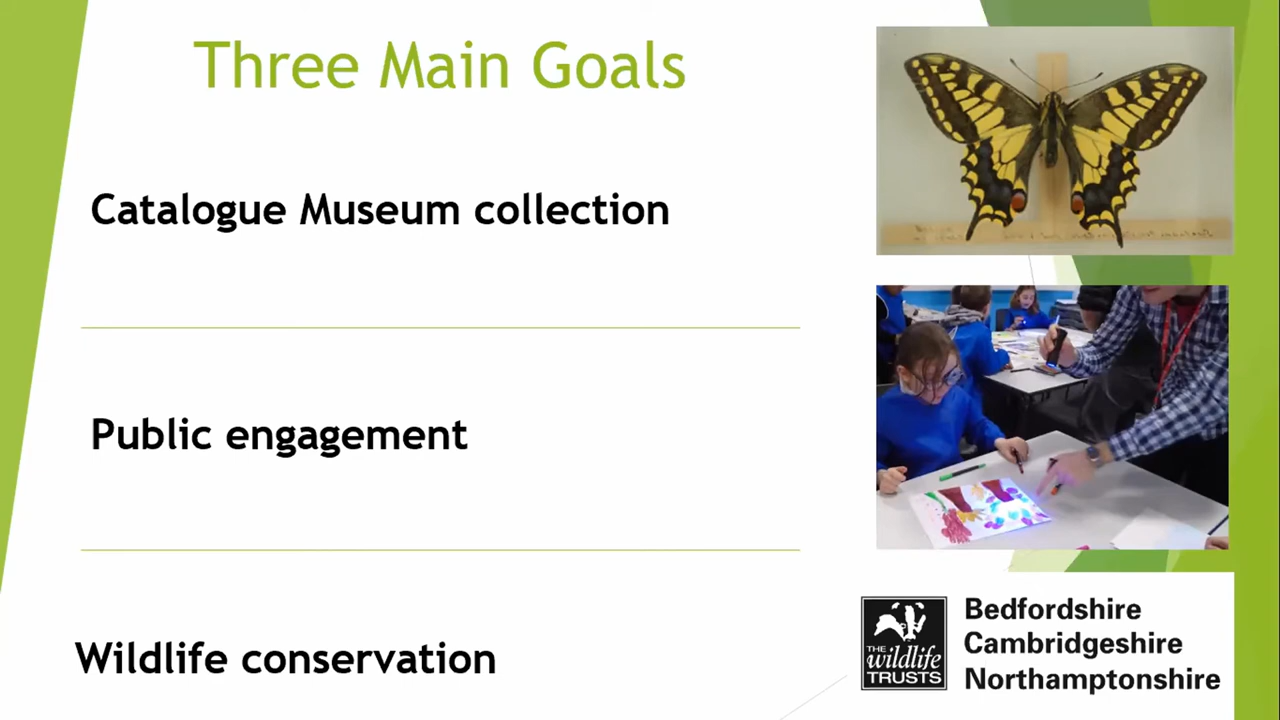 Three Main Goals
Catalogue Museum collection
Public engagement
Wildlife conservation
THE
wildlife
TRUSTS
Bedfordshire
Cambridgeshire
Northamptonshire